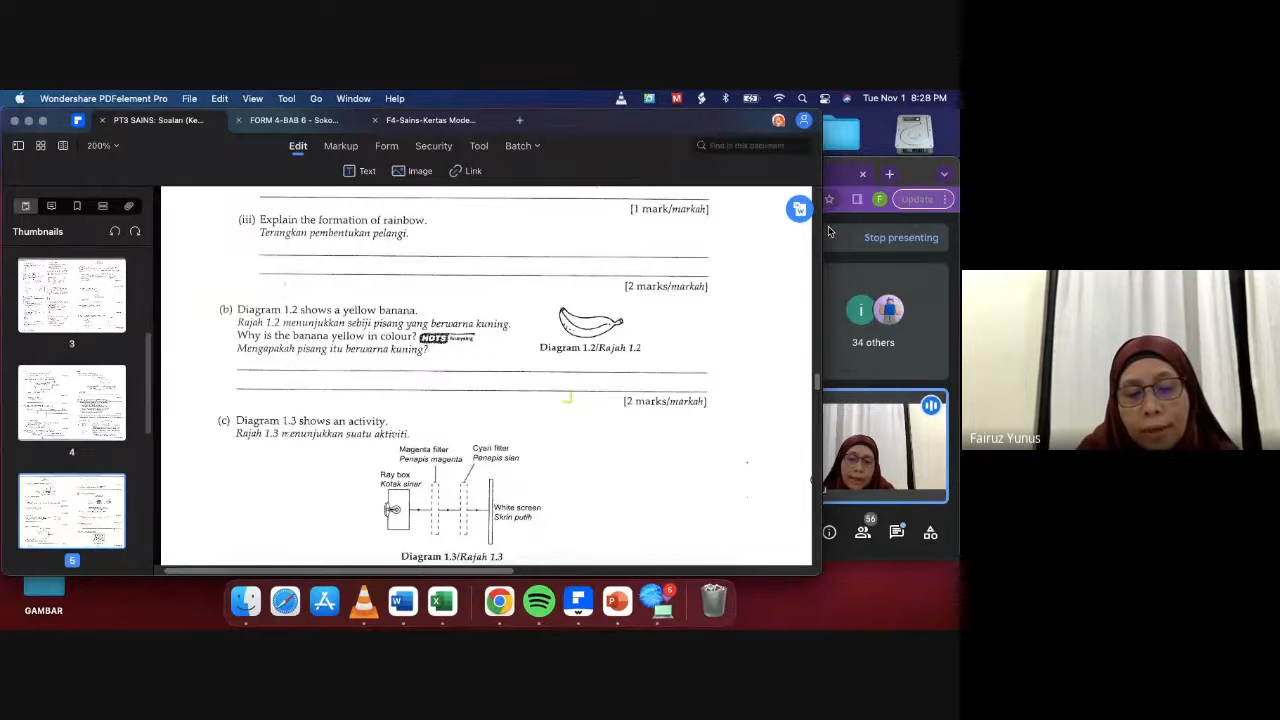 Wondershare PDFelement Pro File Edit View Tool Go Window Help
Tue Nov 1 8:28 PM
PT3 SAINS: Soalan (Ke...
FORM 4-BAB 6 - Soko...
F4-Sains-Kertas Mode...
200%
Edit Markup Form Security Tool Batch
Find in this document
Text Image Link
Update
Stop presenting
Thumbnails
3
4
5
[1 mark/markah]
(iii) Explain the formation of rainbow.
Terangkan pembentukan pelangi.
[2 marks/markah]
(b) Diagram 1.2 shows a yellow banana.
Rajah 1.2 menunjukkan sebiji pisang yang berwarna kuning.
Why is the banana yellow in colour? HOTS
Mengapakah pisang itu berwarna kuning?
Diagram 1.2/Rajah 1.2
[2 marks/markah]
(c) Diagram 1.3 shows an activity.
Rajah 1.3 menunjukkan suatu aktiviti.
Magenta filter
Penapis magenta
Cyan filter
Penapis sian
Ray box
Kotak sinar
White screen
Skrin putih
Diagram 1.3/Rajah 1.3
i
34 others
F
56
Fairuz Yunus
GAMBAR
5